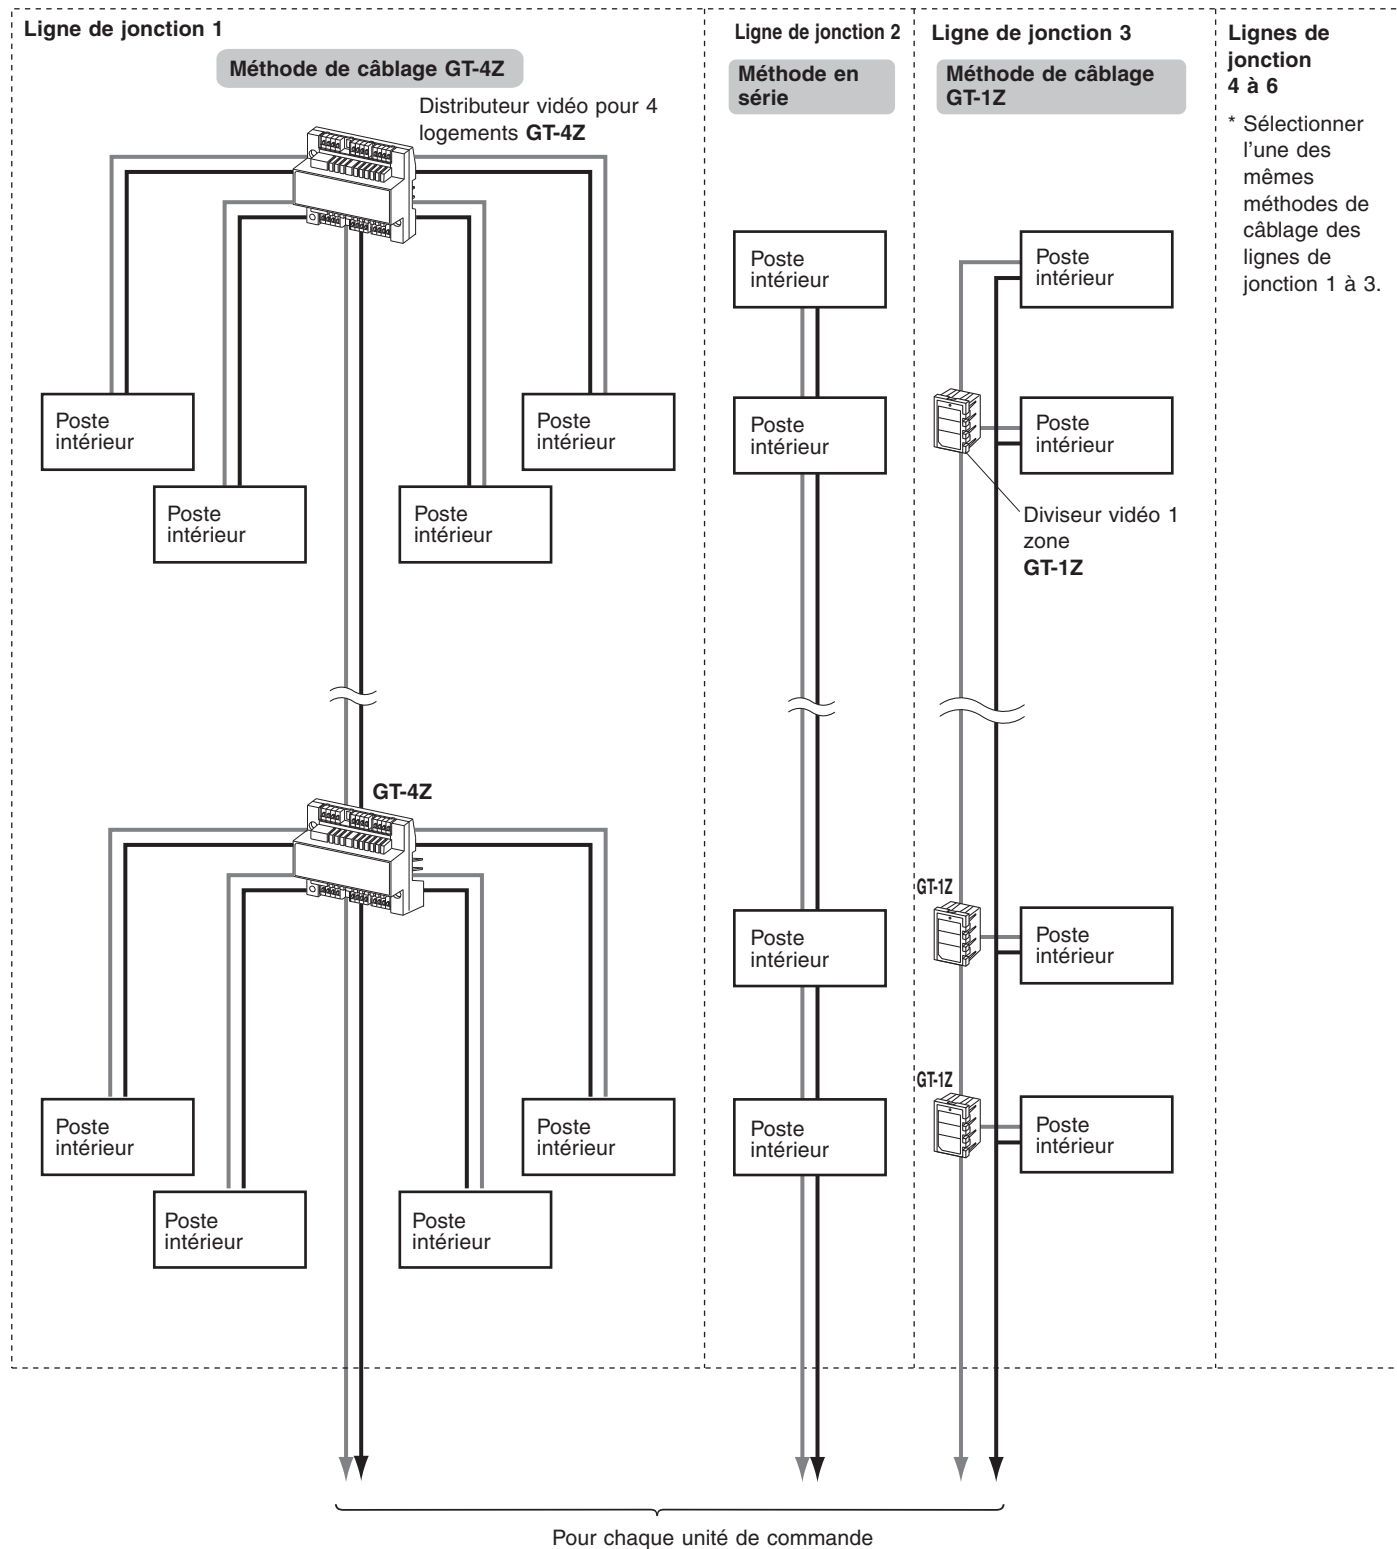 Ligne de jonction 1
Méthode de câblage GT-4Z
Distributeur vidéo pour 4
logements GT-4Z
Poste
intérieur
Poste
intérieur
Poste
intérieur
Poste
intérieur
GT-4Z
Poste
intérieur
Poste
intérieur
Poste
intérieur
Poste
intérieur
Ligne de jonction 2
Méthode en
série
Poste
intérieur
Poste
intérieur
Poste
intérieur
Poste
intérieur
Ligne de jonction 3
Méthode de câblage
GT-1Z
Poste
intérieur
Poste
intérieur
Diviseur vidéo 1
zone
GT-1Z
GT-1Z
Poste
intérieur
GT-1Z
Poste
intérieur
Lignes de
jonction
4 à 6
* Sélectionner
l'une des
mêmes
méthodes de
câblage des
lignes de
jonction 1 à 3.
Pour chaque unité de commande